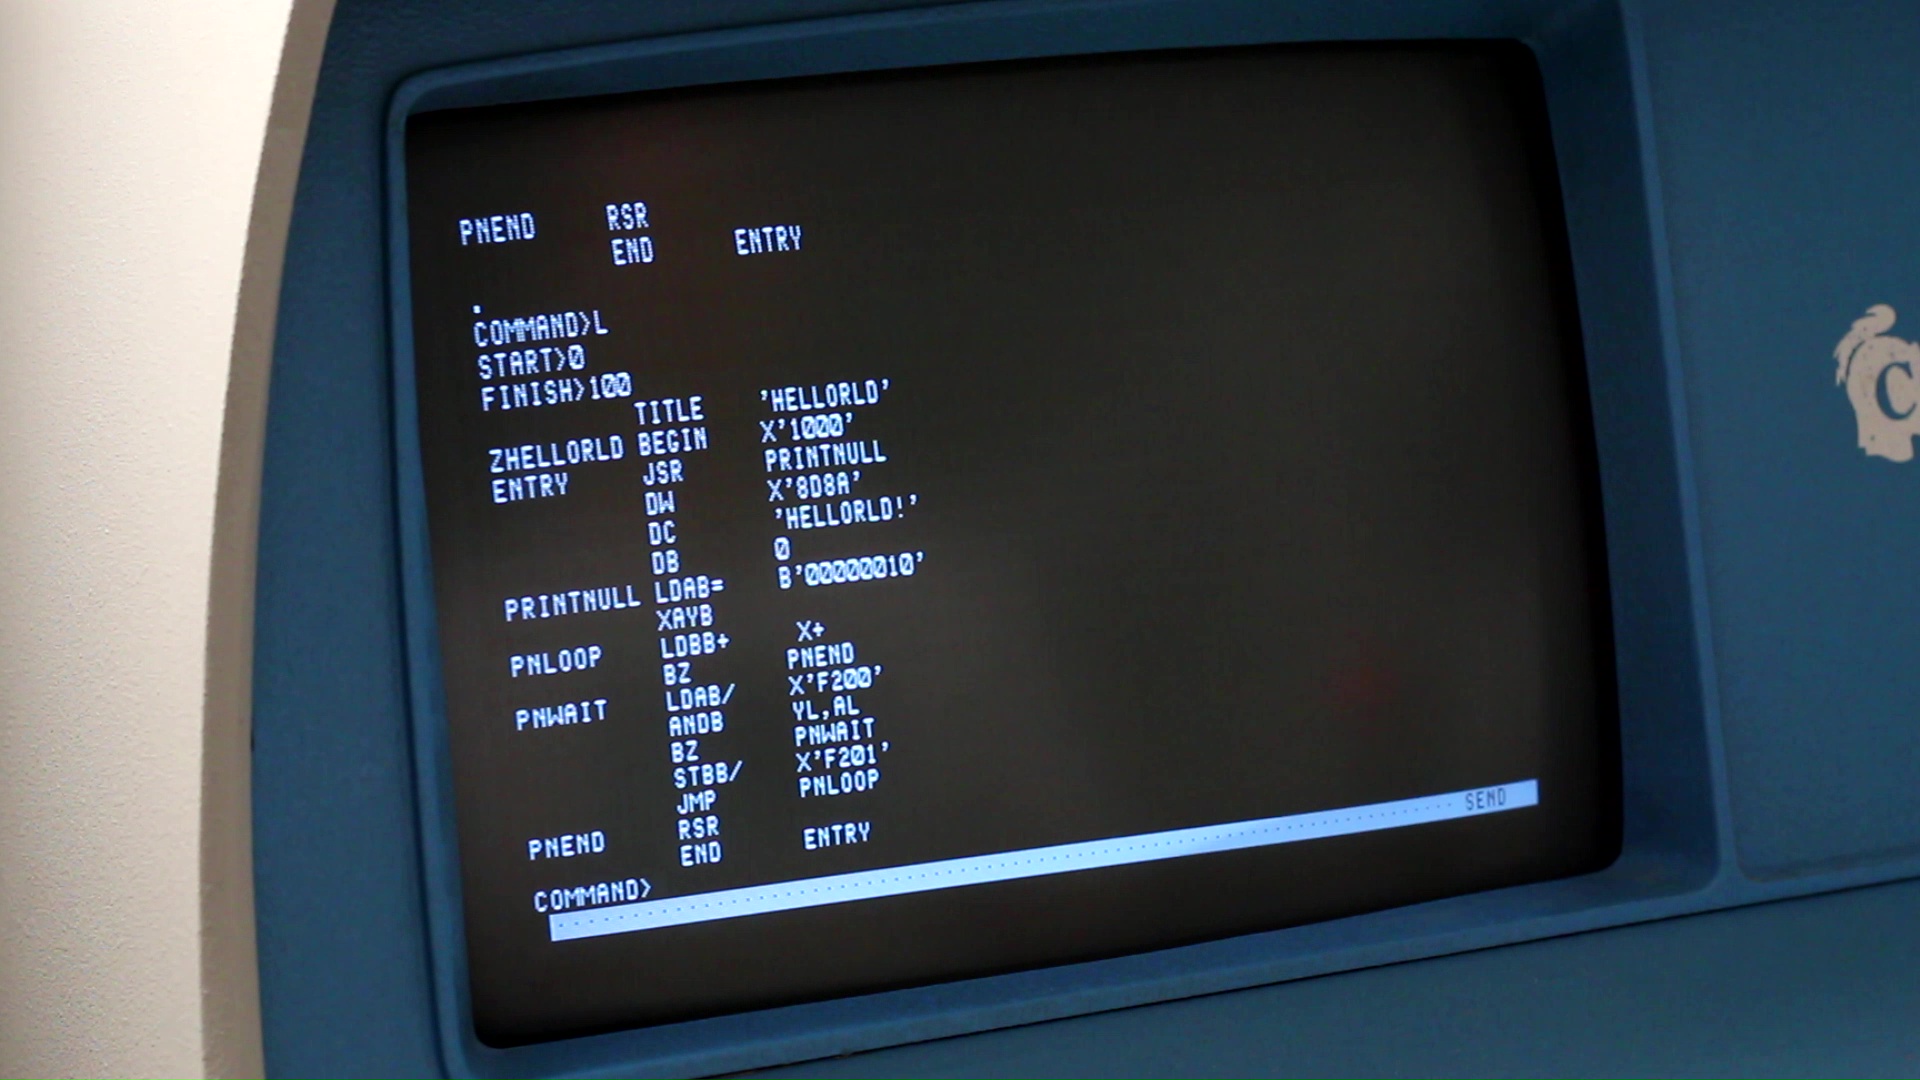 PNEND RSR
END ENTRY
.
COMMAND>L
START>0
FINISH>100
TITLE 'HELLORLD'
ZHELLORLD BEGIN X'1000'
ENTRY JSR PRINTNULL
DW X'8D8A'
DC 'HELLORLD!'
DB 0
PRINTNULL LDAB= B'00000010'
XAYB
PNLOOP LDBB+ X+
BZ PNEND
PNWAIT LDAB/ X'F200'
ANDB YL,AL
BZ PNWAIT
STBB/ X'F201'
JMP PNLOOP
PNEND RSR
END ENTRY
COMMAND>
SEND
C